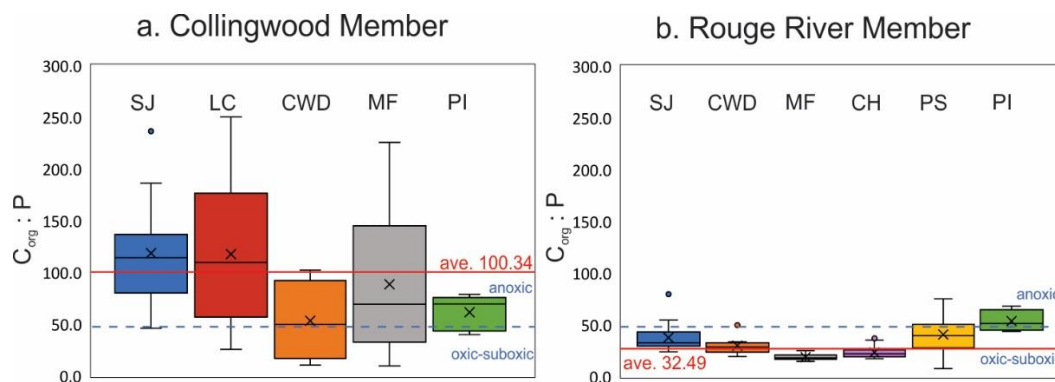 a. Collingwood Member
300.0
SJ LC CWD MF PI
250.0
200.0
150.0
100.0
50.0
0.0
Corg : P
ave. 100.34
anoxic
oxic-suboxic
b. Rouge River Member
300.0
SJ CWD MF CH PS PI
250.0
200.0
150.0
100.0
50.0
0.0
Corg : P
anoxic
oxic-suboxic
ave. 32.49